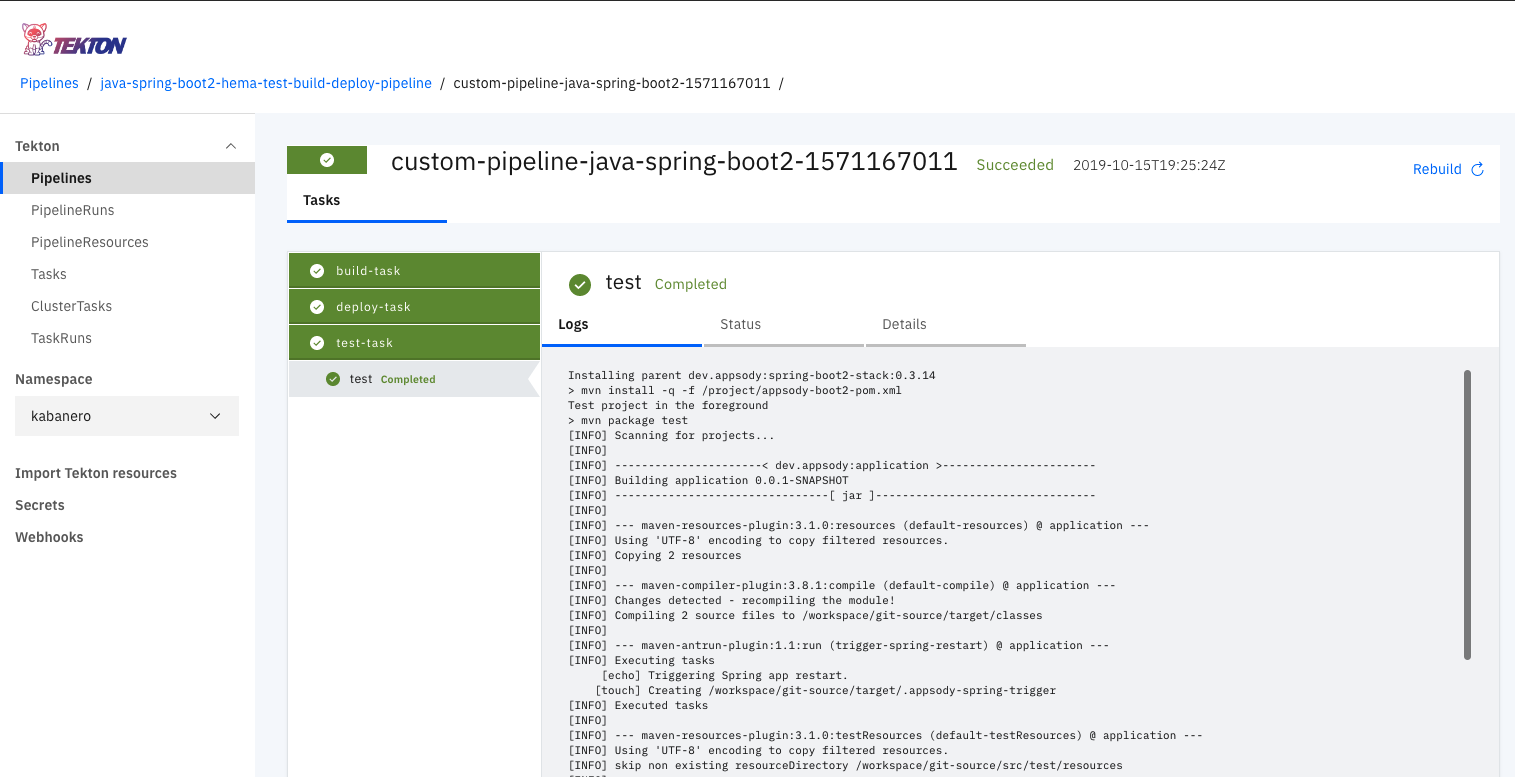 TEKTON
Pipelines / java-spring-boot2-hema-test-build-deploy-pipeline / custom-pipeline-java-spring-boot2-1571167011 /
Tekton
Pipelines
PipelineRuns
PipelineResources
Tasks
ClusterTasks
TaskRuns
Namespace
kabanero
Import Tekton resources
Secrets
Webhooks
custom-pipeline-java-spring-boot2-1571167011 Succeeded 2019-10-15T19:25:24Z
Rebuild
Tasks
build-task
deploy-task
test-task
test Completed
test Completed
Logs Status Details
Installing parent dev.appsody:spring-boot2-stack:0.3.14
> mvn install -q -f /project/appsody-boot2-pom.xml
Test project in the foreground
> mvn package test
[INFO] Scanning for projects...
[INFO]
[INFO] ----------------------< dev.appsody:application >-----------------------
[INFO] Building application 0.0.1-SNAPSHOT
[INFO] --------------------------------[ jar ]---------------------------------
[INFO]
[INFO] --- maven-resources-plugin:3.1.0:resources (default-resources) @ application ---
[INFO] Using 'UTF-8' encoding to copy filtered resources.
[INFO] Copying 2 resources
[INFO]
[INFO] --- maven-compiler-plugin:3.8.1:compile (default-compile) @ application ---
[INFO] Changes detected - recompiling the module!
[INFO] Compiling 2 source files to /workspace/git-source/target/classes
[INFO]
[INFO] --- maven-antrun-plugin:1.1:run (trigger-spring-restart) @ application ---
[INFO] Executing tasks
[echo] Triggering Spring app restart.
[touch] Creating /workspace/git-source/target/.appsody-spring-trigger
[INFO] Executed tasks
[INFO]
[INFO] --- maven-resources-plugin:3.1.0:testResources (default-testResources) @ application ---
[INFO] Using 'UTF-8' encoding to copy filtered resources.
[INFO] skip non existing resourceDirectory /workspace/git-source/src/test/resources